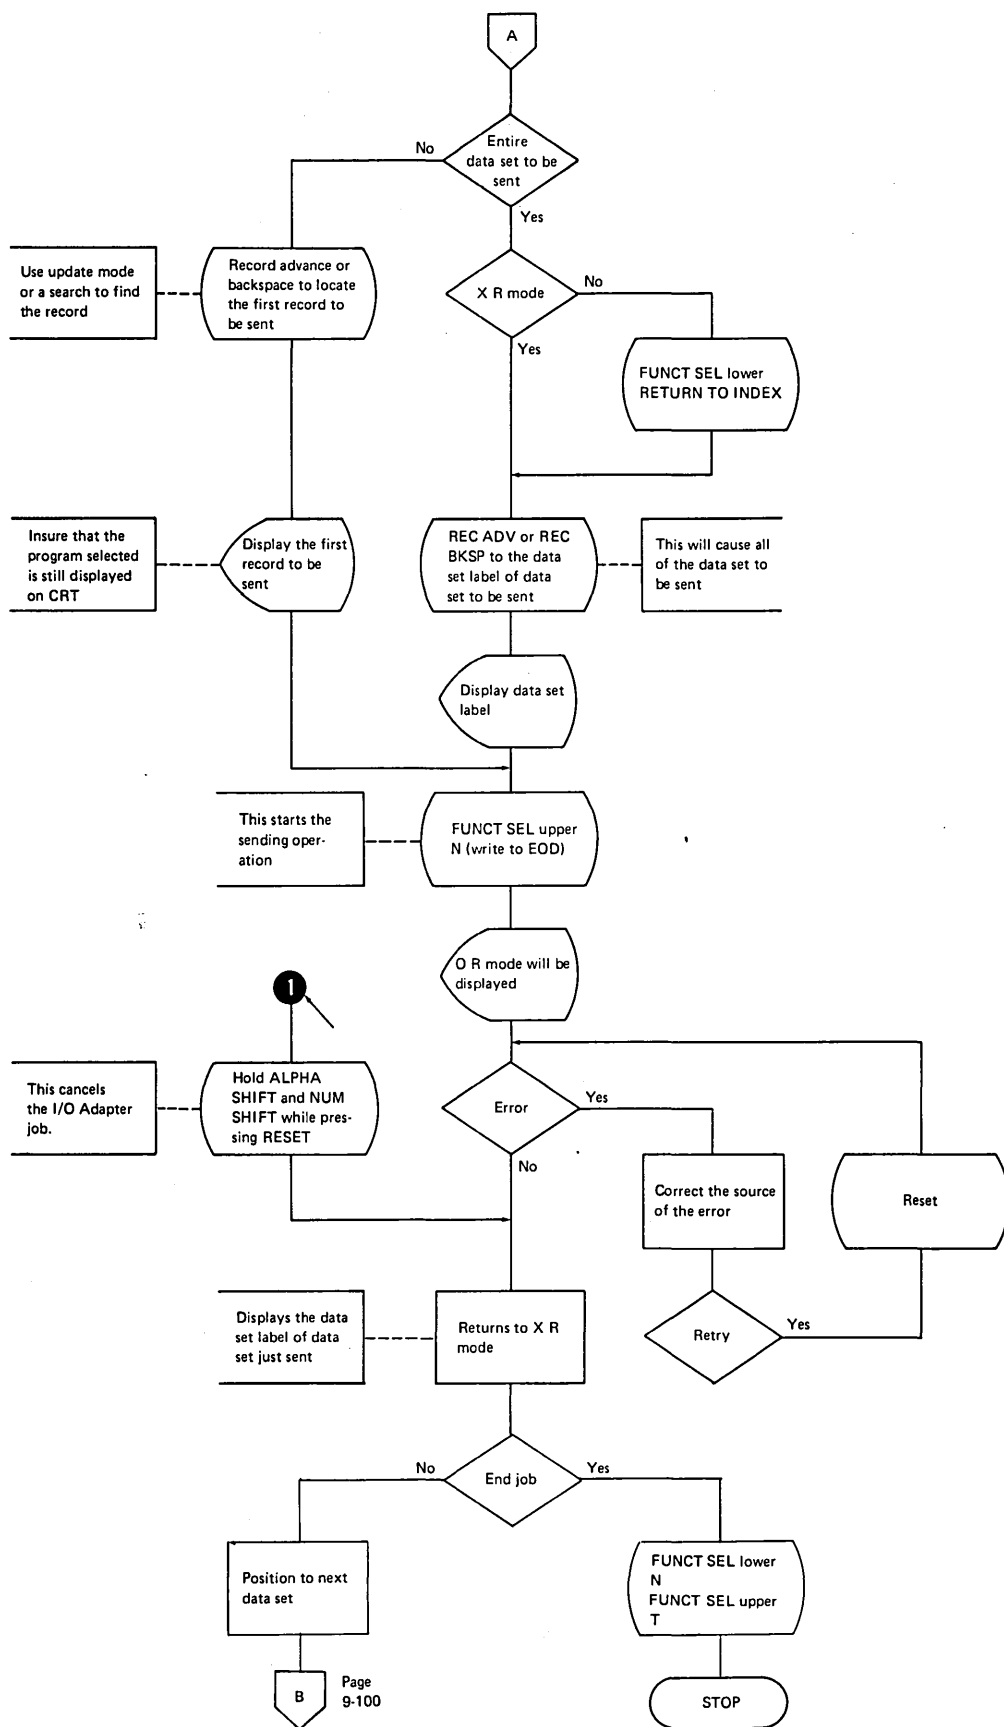 A
Entire
data set to be
sent
No
Yes
Use update mode
or a search to find
the record
Record advance or
backspace to locate
the first record to
be sent
X R mode
No
Yes
FUNCT SEL lower
RETURN TO INDEX
Insure that the
program selected
is still displayed
on CRT
Display the first
record to be
sent
REC ADV or REC
BKSP to the data
set label of data
set to be sent
This will cause all
of the data set to
be sent
Display data set
label
This starts the
sending oper-
ation
FUNCT SEL upper
N (write to EOD)
O R mode will be
displayed
1
This cancels
the I/O Adapter
job.
Hold ALPHA
SHIFT and NUM
SHIFT while pres-
sing RESET
Error
Yes
No
Correct the source
of the error
Reset
Retry
Yes
Displays the data
set label of data
set just sent
Returns to X R
mode
End job
No
Yes
Position to next
data set
FUNCT SEL lower
N
FUNCT SEL upper
T
B
Page
9-100
STOP